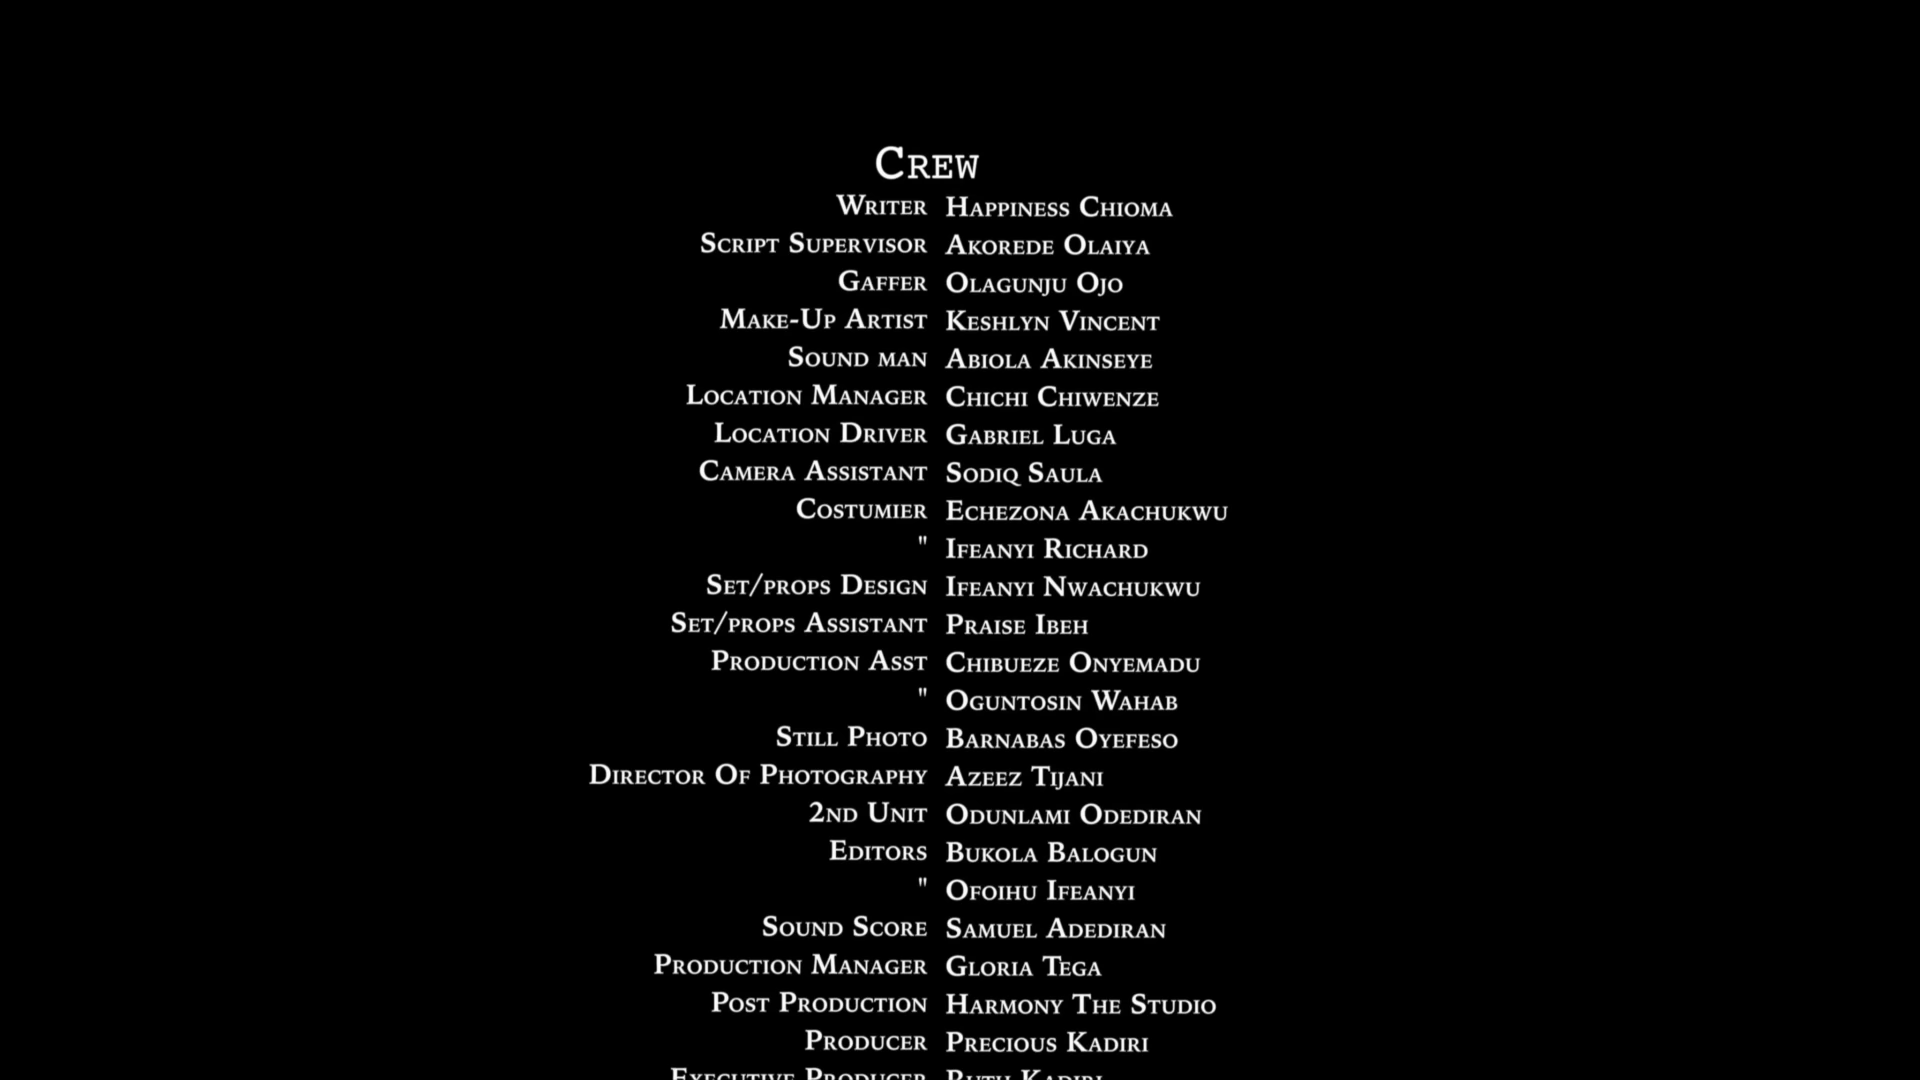 Crew
Writer Happiness Chioma
Script Supervisor Akorede Olaiya
Gaffer Olagunju Ojo
Make-Up Artist Keshlyn Vincent
Sound man Abiola Akinseye
Location Manager Chichi Chiwenze
Location Driver Gabriel Luga
Camera Assistant Sodiq Saula
Costumier Echezona Akachukwu
" Ifeanyi Richard
Set/props Design Ifeanyi Nwachukwu
Set/props Assistant Praise Ibeh
Production Asst Chibueze Onyemadu
" Oguntosin Wahab
Still Photo Barnabas Oyefeso
Director Of Photography Azeez Tijani
2nd Unit Odunlami Odediran
Editors Bukola Balogun
" Ofoihu Ifeanyi
Sound Score Samuel Adediran
Production Manager Gloria Tega
Post Production Harmony The Studio
Producer Precious Kadiri
Executive Producer Ruth Kadiri